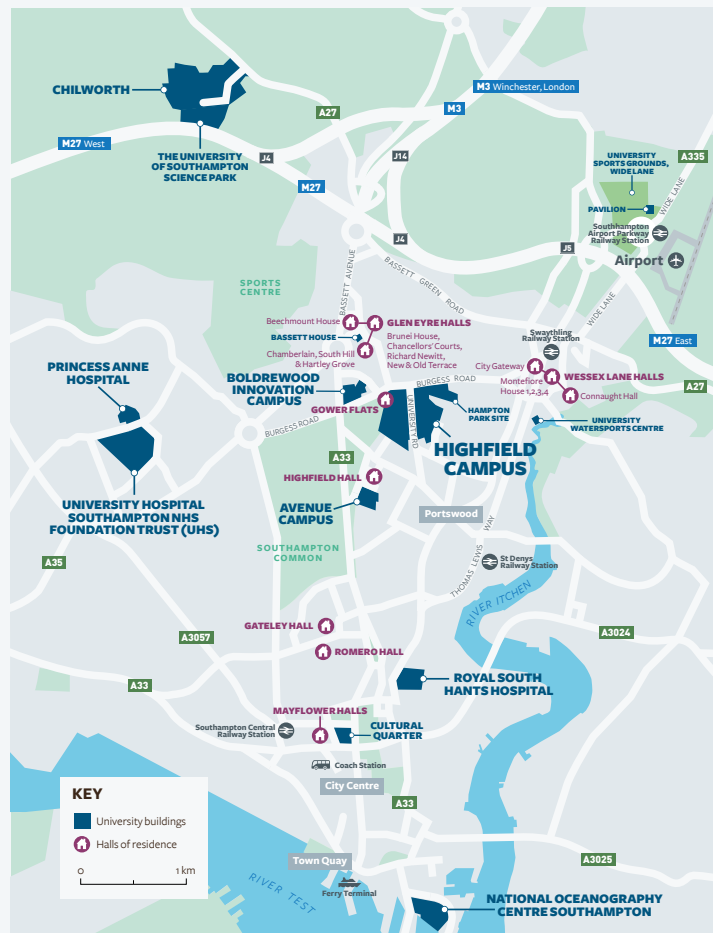 M3 Winchester, London
CHILWORTH
A27
M3
M27 West
J4
J14
THE UNIVERSITY
OF SOUTHAMPTON
SCIENCE PARK
UNIVERSITY
SPORTS GROUNDS,
WIDE LANE
A335
M27
WIDE LANE
PAVILION
Southhampton
Airport Parkway
Railway Station
J4
J5
Airport
BASSETT AVENUE
BASSETT GREEN ROAD
SPORTS
CENTRE
WIDE LANE
Beechmount House
GLEN EYRE HALLS
BASSETT HOUSE
Brunei House,
Chancellors' Courts,
Richard Newitt,
New & Old Terrace
Chamberlain, South Hill
& Hartley Grove
Swaythling
Railway Station
M27 East
PRINCESS ANNE
HOSPITAL
City Gateway
WESSEX LANE HALLS
Montefiore
House 1,2,3,4
Connaught Hall
A27
BOLDREWOOD
INNOVATION
CAMPUS
BURGESS ROAD
GOWER FLATS
UNIVERSITY RD
HAMPTON
PARK SITE
UNIVERSITY
WATERSPORTS CENTRE
BURGESS ROAD
HIGHFIELD
CAMPUS
A33
HIGHFIELD HALL
AVENUE
CAMPUS
Portswood
UNIVERSITY HOSPITAL
SOUTHAMPTON NHS
FOUNDATION TRUST (UHS)
SOUTHAMPTON
COMMON
THOMAS LEWIS WAY
St Denys
Railway Station
A35
RIVER ITCHEN
GATELEY HALL
A3057
A3024
ROMERO HALL
A33
ROYAL SOUTH
HANTS HOSPITAL
MAYFLOWER HALLS
Southampton Central
Railway Station
CULTURAL
QUARTER
Coach Station
City Centre
A33
KEY
University buildings
Halls of residence
0 1 km
Town Quay
A3025
RIVER TEST
Ferry Terminal
NATIONAL OCEANOGRAPHY
CENTRE SOUTHAMPTON